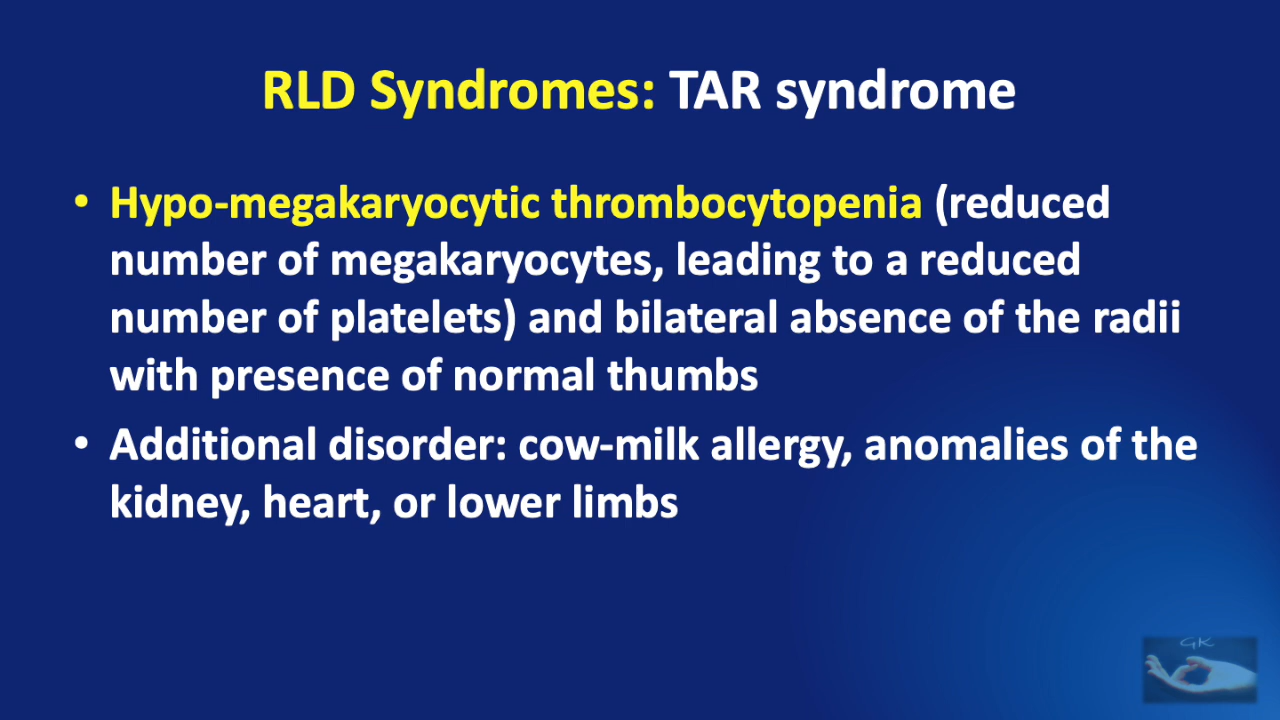 RLD Syndromes: TAR syndrome
• Hypo-megakaryocytic thrombocytopenia (reduced
number of megakaryocytes, leading to a reduced
number of platelets) and bilateral absence of the radii
with presence of normal thumbs
• Additional disorder: cow-milk allergy, anomalies of the
kidney, heart, or lower limbs
GK